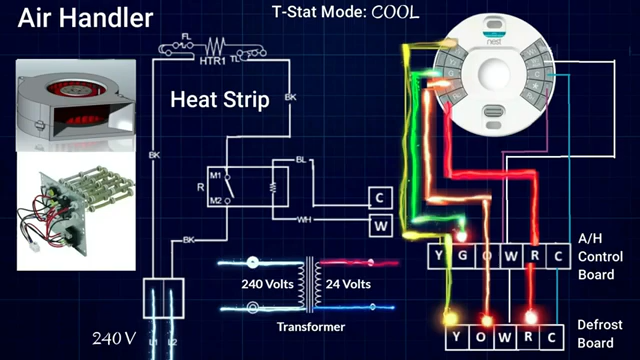 Air Handler
T-Stat Mode: COOL
FL
HTR1
TL
nest
Heat Strip
BK
BK
BL
M1
R
M2
WH
C
W
BK
Y G O W R C
A/H
Control
Board
240 Volts
24 Volts
Transformer
240 V
L1
L2
Y O W R C
Defrost
Board